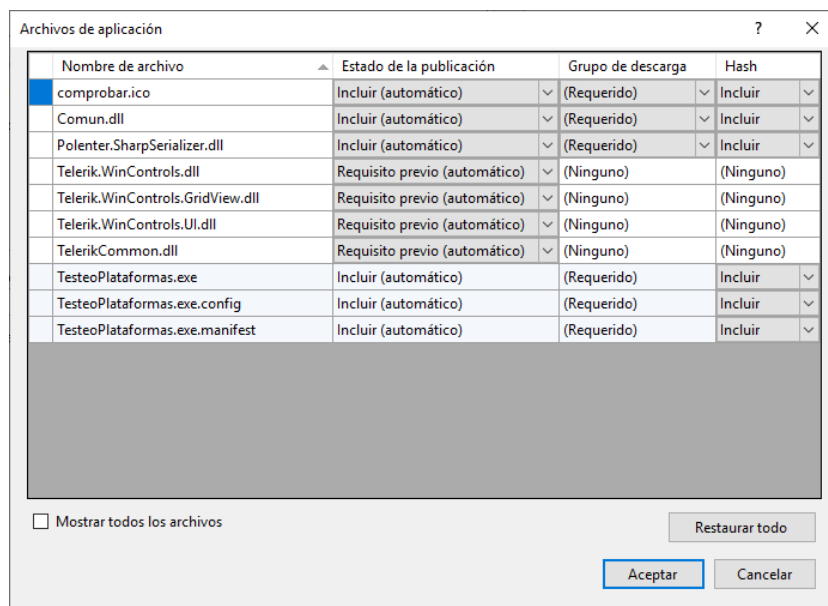 Archivos de aplicación
Nombre de archivo Estado de la publicación Grupo de descarga Hash
comprobar.ico Incluir (automático) (Requerido) Incluir
Comun.dll Incluir (automático) (Requerido) Incluir
Polenter.SharpSerializer.dll Incluir (automático) (Requerido) Incluir
Telerik.WinControls.dll Requisito previo (automático) (Ninguno) (Ninguno)
Telerik.WinControls.GridView.dll Requisito previo (automático) (Ninguno) (Ninguno)
Telerik.WinControls.UI.dll Requisito previo (automático) (Ninguno) (Ninguno)
TelerikCommon.dll Requisito previo (automático) (Ninguno) (Ninguno)
TesteoPlataformas.exe Incluir (automático) (Requerido) Incluir
TesteoPlataformas.exe.config Incluir (automático) (Requerido) Incluir
TesteoPlataformas.exe.manifest Incluir (automático) (Requerido) Incluir
Mostrar todos los archivos
Restaurar todo
Aceptar Cancelar